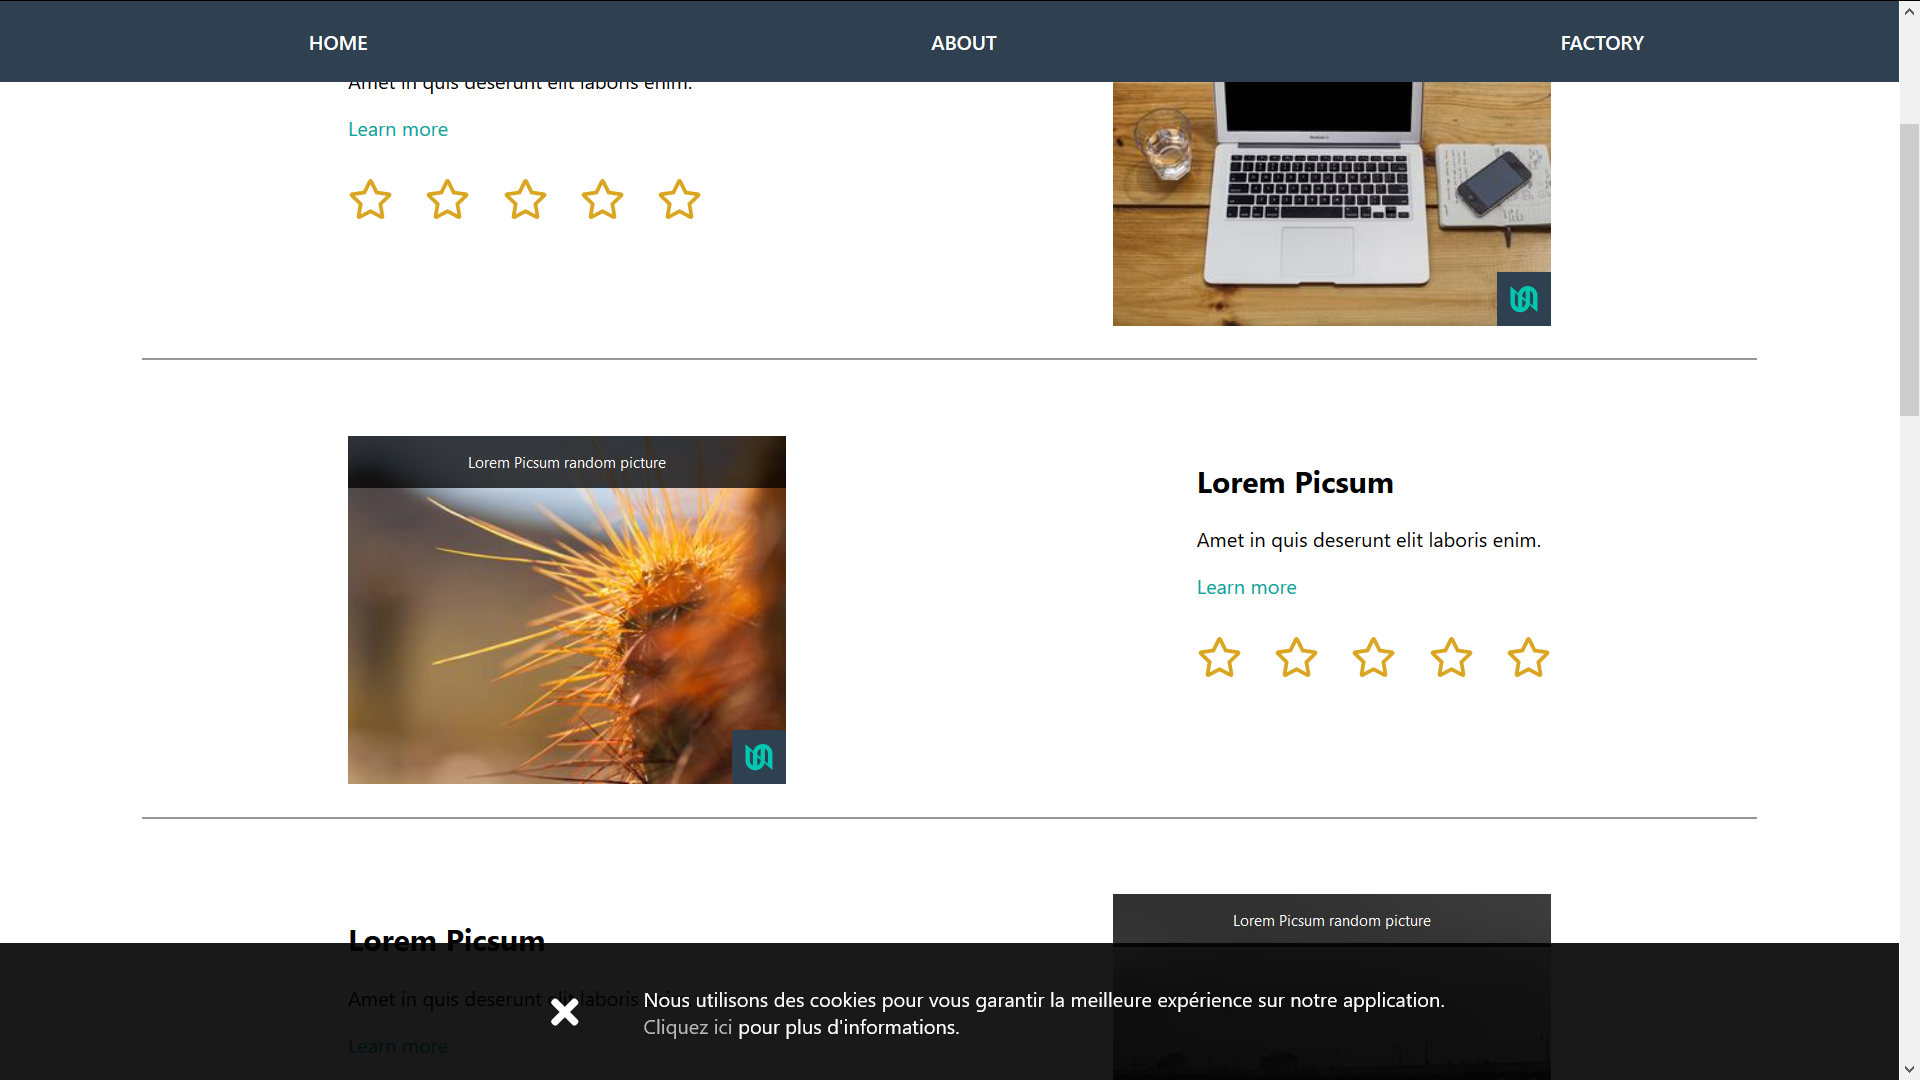 HOME
ABOUT
FACTORY
Amet in quis deserunt elit laboris enim.
Learn more
Lorem Picsum random picture
Lorem Picsum
Amet in quis deserunt elit laboris enim.
Learn more
Lorem Picsum
Lorem Picsum random picture
Amet in quis deserunt elit laboris
Nous utilisons des cookies pour vous garantir la meilleure expérience sur notre application.
Cliquez ici pour plus d'informations.
Learn more